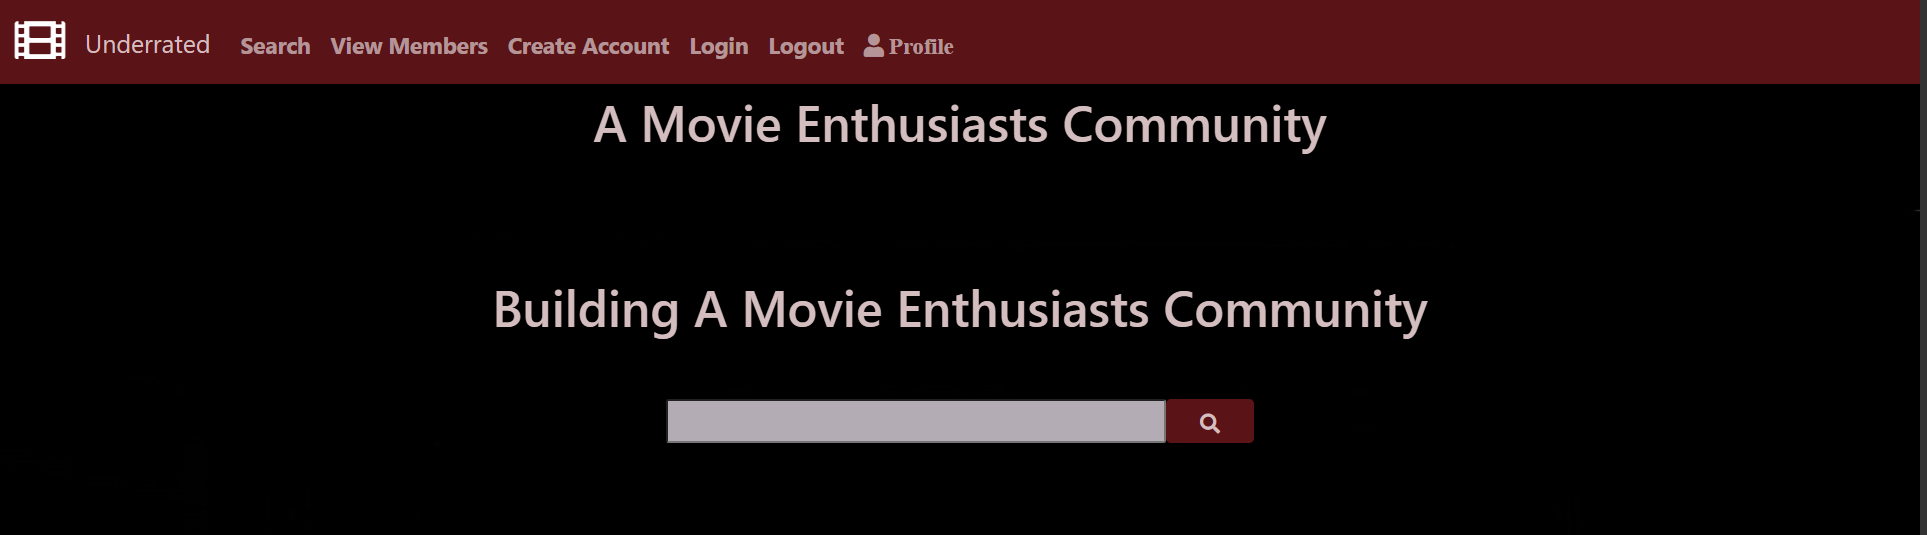 Underrated Search View Members Create Account Login Logout Profile
A Movie Enthusiasts Community
Building A Movie Enthusiasts Community